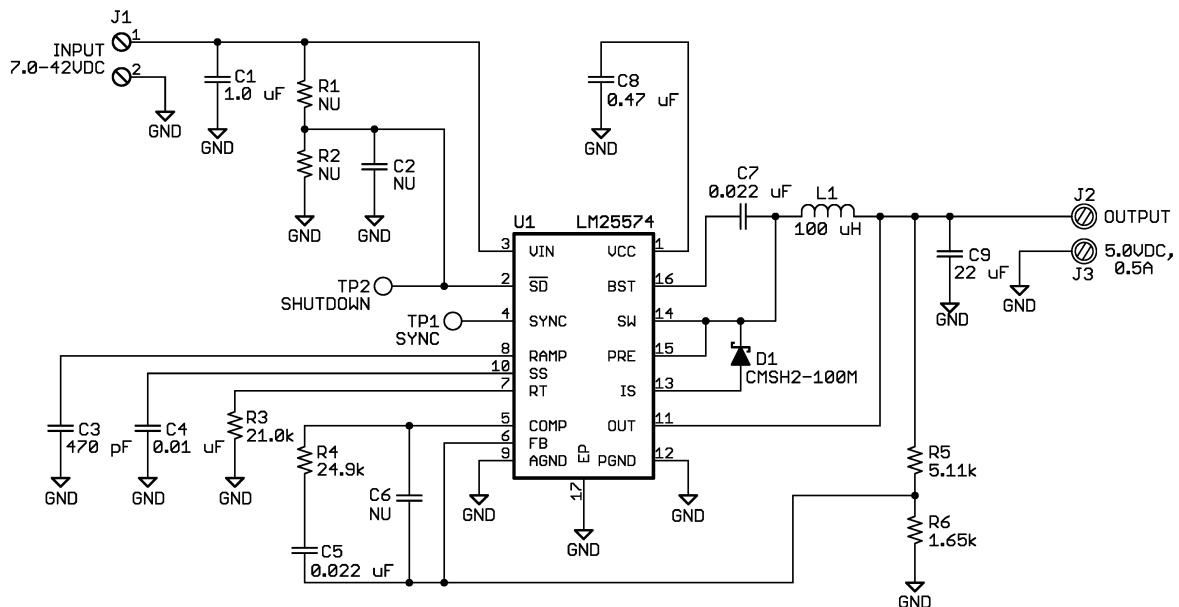 J1
1
INPUT
7.0-42VDC
2
GND
C1
1.0 uF
GND
R1
NU
R2
NU
GND
C2
NU
GND
C8
0.47 uF
GND
C7
0.022 uF
L1
100 uH
J2
OUTPUT
5.0VDC,
0.5A
J3
GND
C9
22 uF
GND
U1 LM25574
3 VIN VCC 1
2 SD BST 16
4 SYNC SW 14
8 RAMP PRE 15
10 SS
7 RT IS 13
5 COMP OUT 11
6 FB
9 AGND EP PGND 12
17
GND
GND
GND
TP2
SHUTDOWN
TP1
SYNC
D1
CMSH2-100M
C3
470 pF
GND
C4
0.01 uF
GND
R3
21.0k
GND
R4
24.9k
C6
NU
C5
0.022 uF
R5
5.11k
R6
1.65k
GND